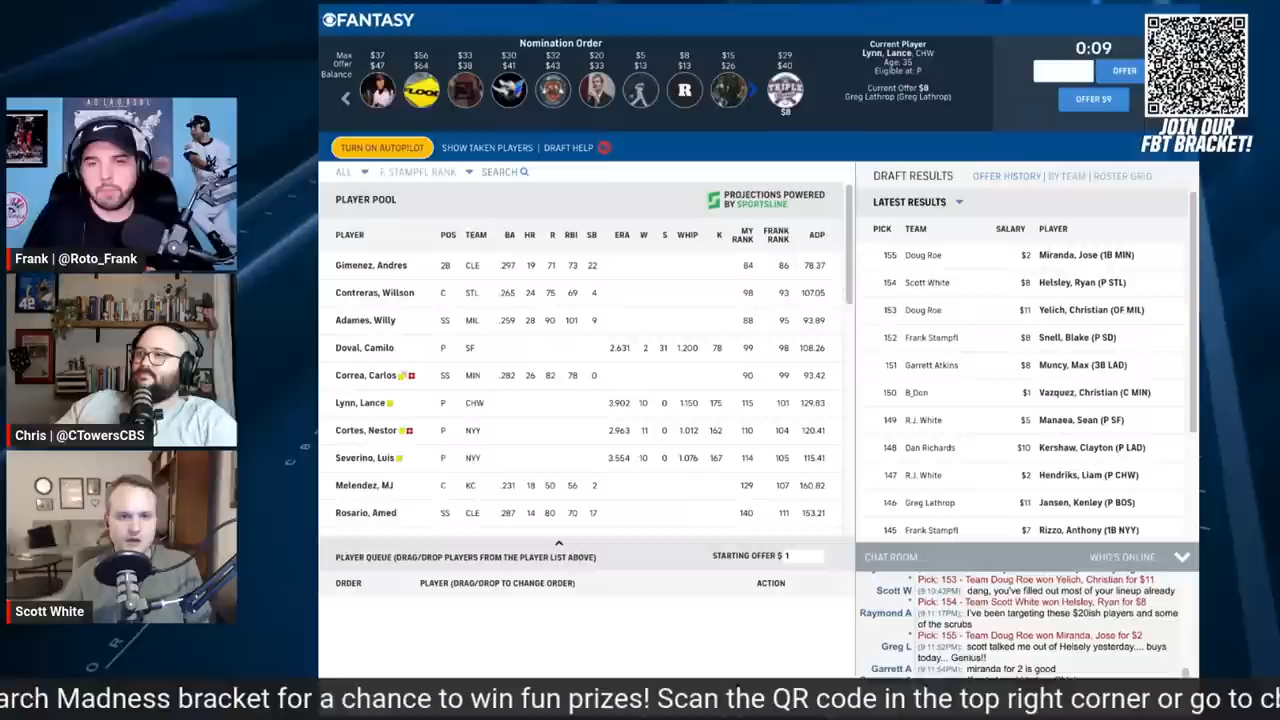 FANTASY
Nomination Order
Max Offer $37 $56 $33 $30 $32 $20 $5 $8 $15 $29
Balance $47 $64 $38 $41 $43 $33 $13 $13 $26 $40
$8
Current Player
Lynn, Lance, CHW
Age: 35
Eligible at: P
Current Offer $8
Greg Lathrop (Greg Lathrop)
0:09
OFFER
OFFER $9
JOIN OUR
FBT BRACKET!
TURN ON AUTOPILOT SHOW TAKEN PLAYERS | DRAFT HELP
ALL F. STAMPFL RANK SEARCH
PLAYER POOL
PROJECTIONS POWERED
BY SPORTSLINE
PLAYER POS TEAM BA HR R RBI SB ERA W S WHIP K MY RANK FRANK RANK ADP
Gimenez, Andres 2B CLE .297 19 71 73 22 84 86 78.37
Contreras, Willson C STL .265 24 75 69 4 98 93 107.05
Adames, Willy SS MIL .259 28 90 101 9 88 95 93.89
Doval, Camilo P SF 2.631 2 31 1.200 78 99 98 108.26
Correa, Carlos SS MIN .282 26 82 78 0 90 99 93.42
Lynn, Lance P CHW 3.902 10 0 1.150 175 115 101 129.83
Cortes, Nestor P NYY 2.963 11 0 1.012 162 110 104 120.41
Severino, Luis P NYY 3.554 10 0 1.076 167 114 105 115.41
Melendez, MJ C KC .231 18 50 56 2 129 107 160.82
Rosario, Amed SS CLE .287 14 80 70 17 140 111 153.21
PLAYER QUEUE (DRAG/DROP PLAYERS FROM THE PLAYER LIST ABOVE) STARTING OFFER $ 1
ORDER PLAYER (DRAG/DROP TO CHANGE ORDER) ACTION
DRAFT RESULTS OFFER HISTORY | BY TEAM | ROSTER GRID
LATEST RESULTS
PICK TEAM SALARY PLAYER
155 Doug Roe $2 Miranda, Jose (1B MIN)
154 Scott White $8 Helsley, Ryan (P STL)
153 Doug Roe $11 Yelich, Christian (OF MIL)
152 Frank Stampfl $8 Snell, Blake (P SD)
151 Garrett Atkins $8 Muncy, Max (3B LAD)
150 B_Don $1 Vazquez, Christian (C MIN)
149 R.J. White $5 Manaea, Sean (P SF)
148 Dan Richards $10 Kershaw, Clayton (P LAD)
147 R.J. White $2 Hendriks, Liam (P CHW)
146 Greg Lathrop $11 Jansen, Kenley (P BOS)
145 Frank Stampfl $7 Rizzo, Anthony (1B NYY)
CHAT ROOM... WHO'S ONLINE
* Pick: 153 - Team Doug Roe won Yelich, Christian for $11
Scott W (9:10:43PM): dang, you've filled out most of your lineup already
* Pick: 154 - Team Scott White won Helsley, Ryan for $8
Raymond A (9:11:17PM): I've been targeting these $20ish players and some
of the scrubs
* Pick: 155 - Team Doug Roe won Miranda, Jose for $2
Greg L (9:11:52PM): scott talked me out of Helsely yesterday.... buys
today... Genius!!
Garrett A (9:11:54PM): miranda for 2 is good
Frank | @Roto_Frank
Chris | @CTowersCBS
Scott White
42
R
arch Madness bracket for a chance to win fun prizes! Scan the QR code in the top right corner or go to c